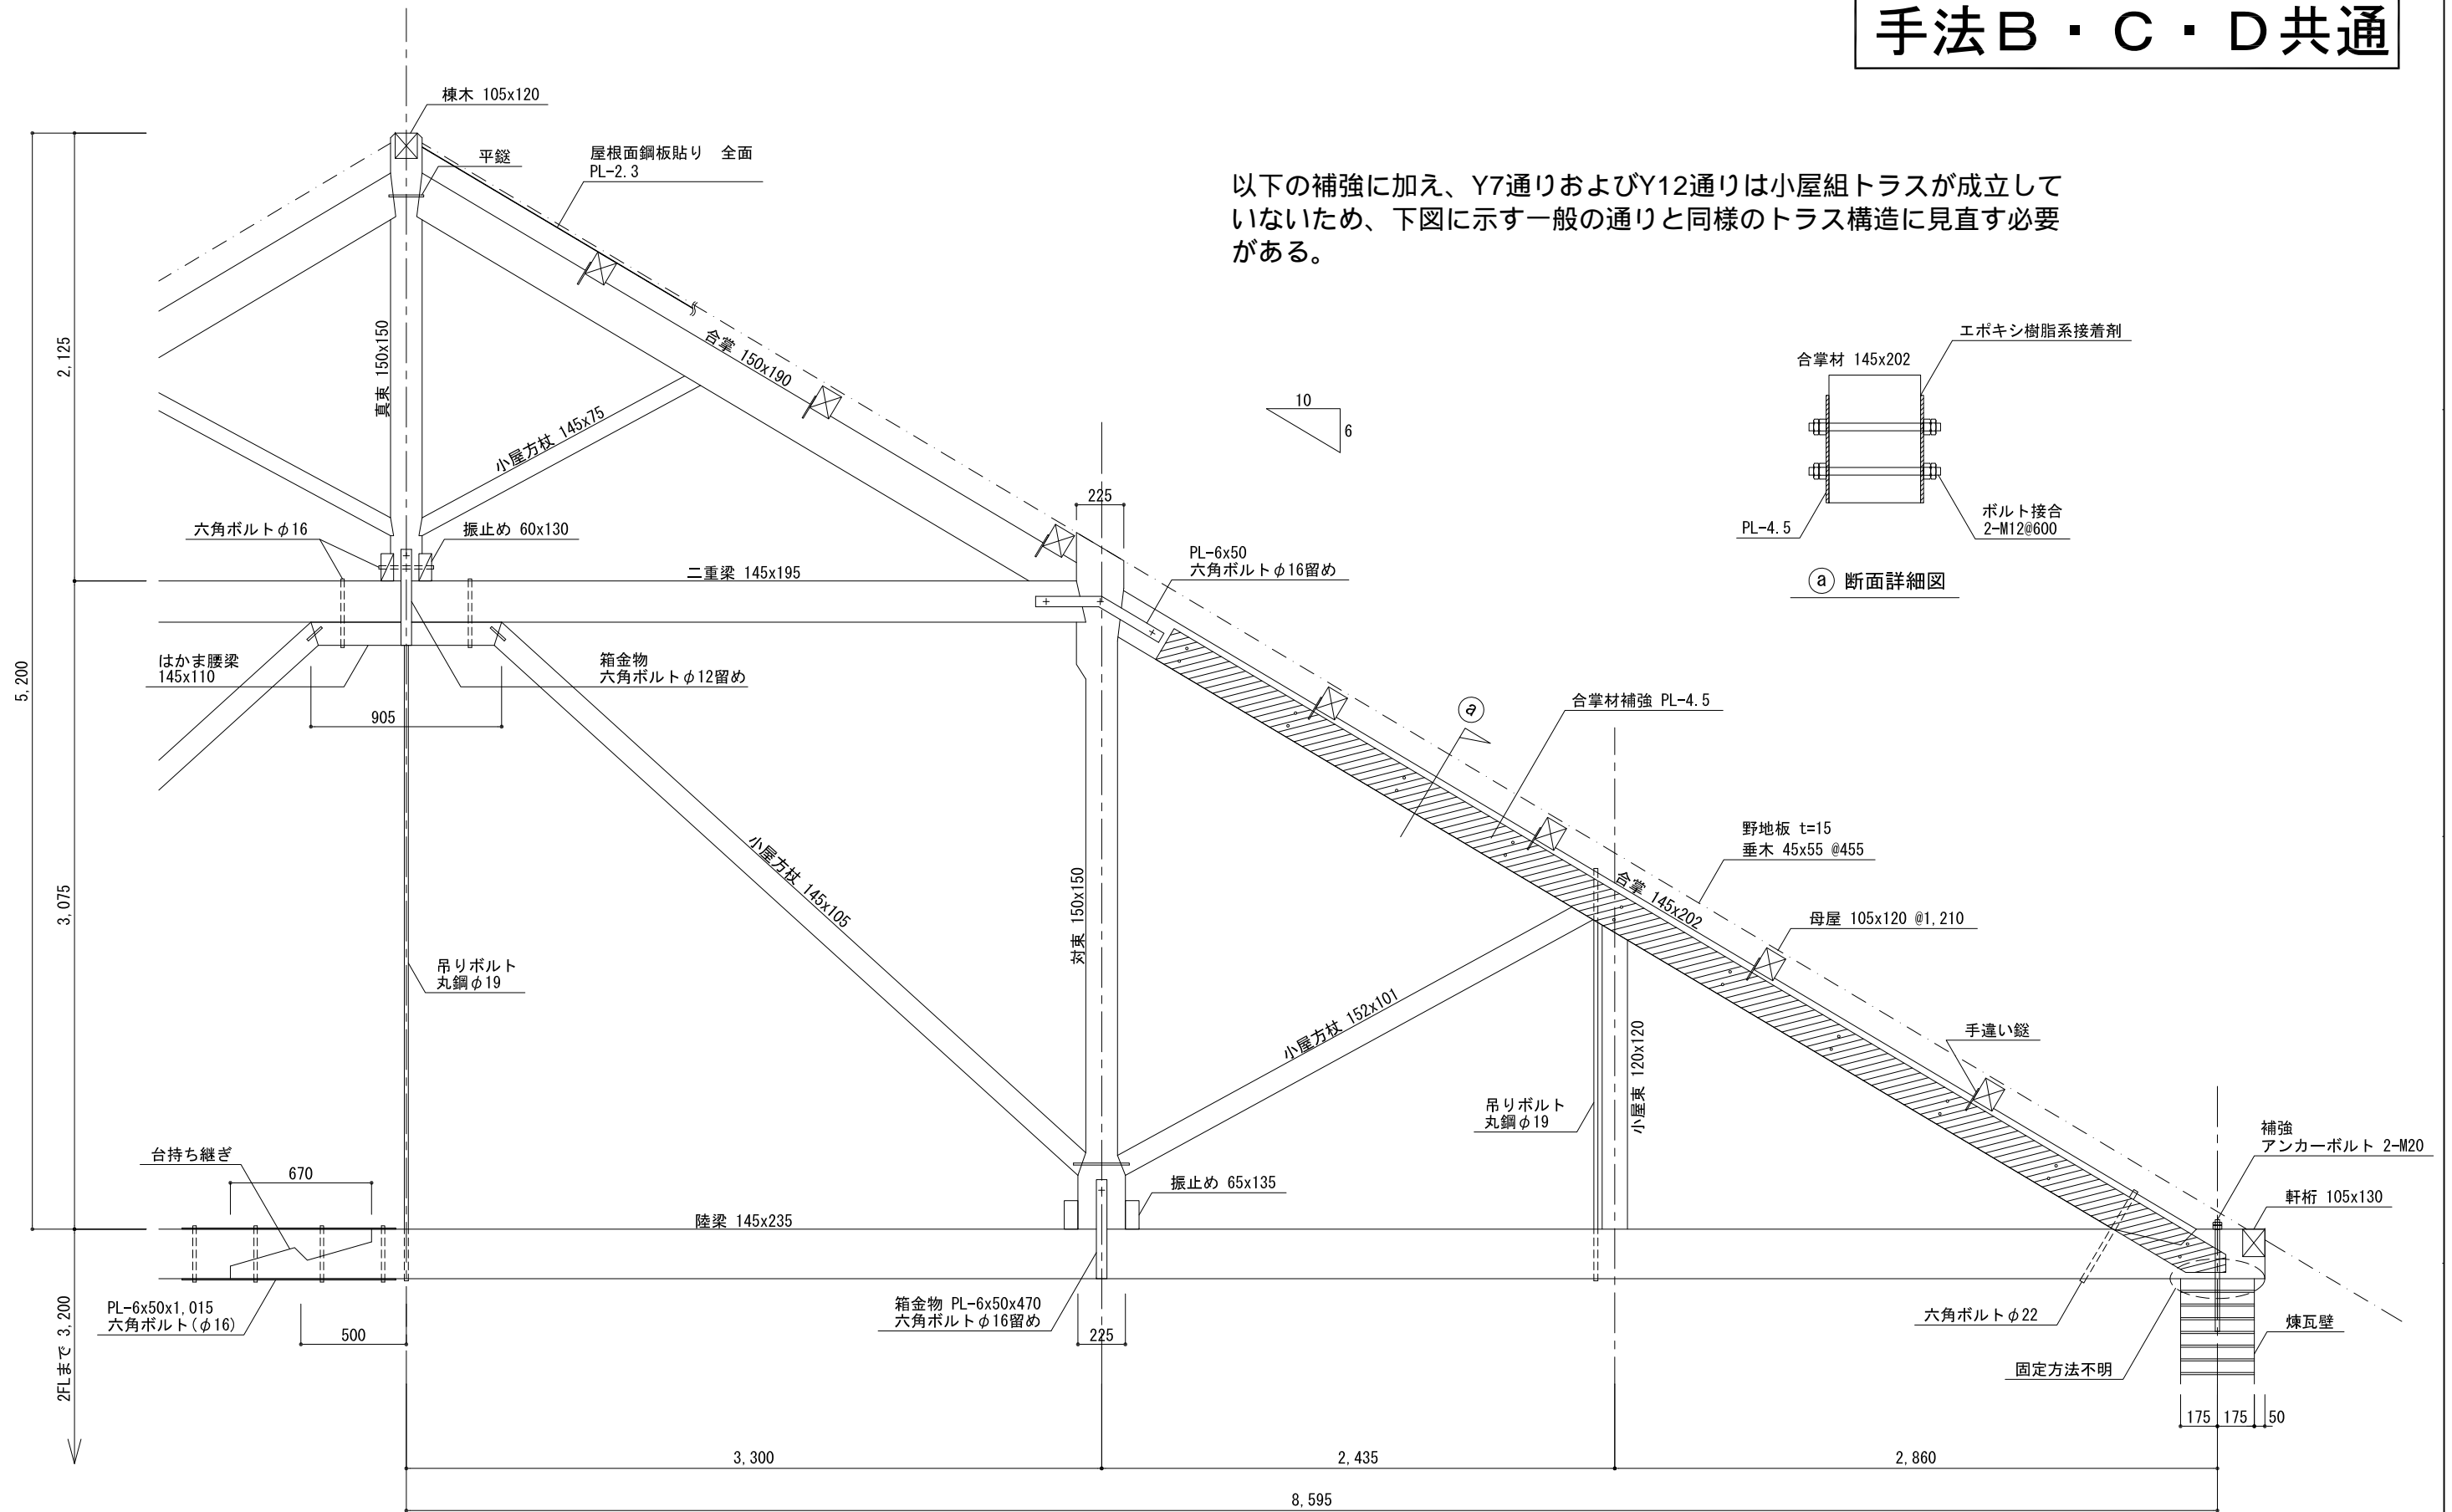 手法B・C・D共通
棟木 105x120
平鎹
屋根面鋼板貼り 全面
PL-2.3
以下の補強に加え、Y7通りおよびY12通りは小屋組トラスが成立して
いないため、下図に示す一般の通りと同様のトラス構造に見直す必要
がある。
2,125
真束 150x150
合掌 150x190
小屋方杖 145x75
エポキシ樹脂系接着剤
合掌材 145x202
10
6
ボルト接合
2-M12@600
PL-4.5
a 断面詳細図
225
六角ボルトφ16
振止め 60x130
二重梁 145x195
PL-6x50
六角ボルトφ16留め
はかま腰梁
145x110
箱金物
六角ボルトφ12留め
5,200
905
a
合掌材補強 PL-4.5
小屋方杖 145x105
対束 150x150
3,075
野地板 t=15
垂木 45x55 @455
合掌 145x202
母屋 105x120 @1,210
吊りボルト
丸鋼φ19
小屋方杖 152x101
手違い鎹
吊りボルト
丸鋼φ19
小屋束 120x120
補強
アンカーボルト 2-M20
台持ち継ぎ
670
振止め 65x135
軒桁 105x130
陸梁 145x235
PL-6x50x1,015
六角ボルト(φ16)
箱金物 PL-6x50x470
六角ボルトφ16留め
六角ボルトφ22
煉瓦壁
500
225
固定方法不明
2FLまで 3,200
175
175
50
3,300
2,435
2,860
8,595